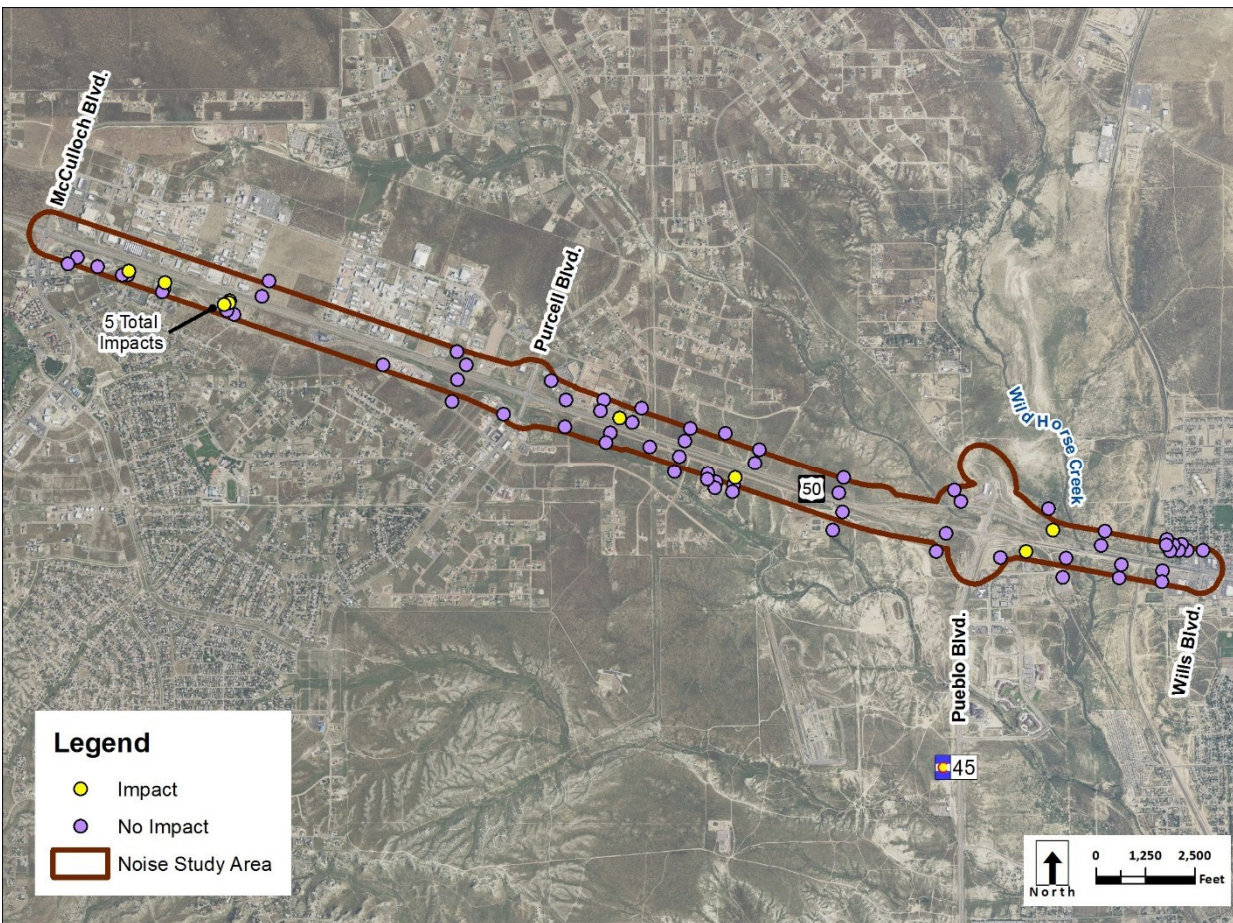 McCulloch Blvd.
Purcell Blvd.
5 Total
Impacts
Wild Horse Creek
50
Pueblo Blvd.
Wills Blvd.
45
Legend
Impact
No Impact
Noise Study Area
North
0 1,250 2,500
Feet